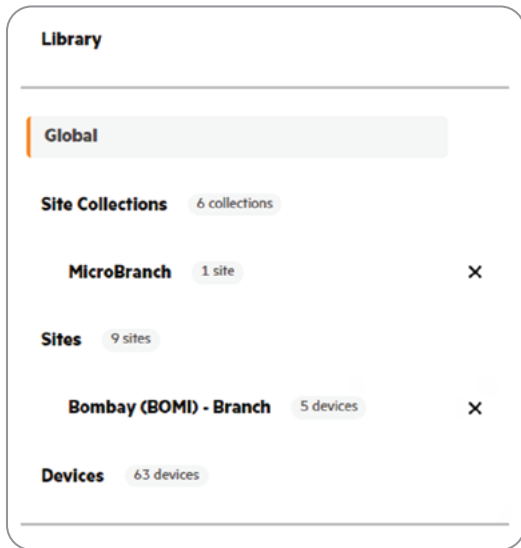 Library
Global
Site Collections 6 collections
MicroBranch 1 site
Sites 9 sites
Bombay (BOMI) - Branch 5 devices
Devices 63 devices